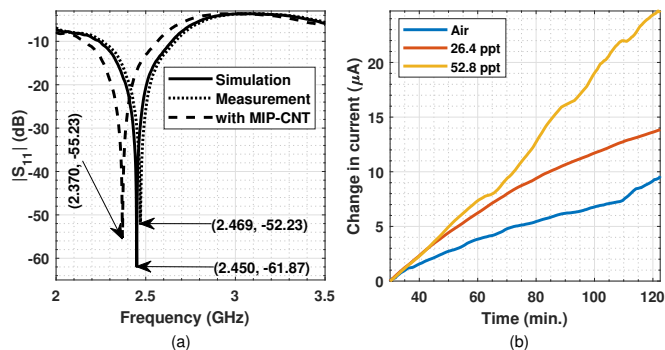 -3
-10
-20
-30
-40
-50
-60
|S11| (dB)
Simulation
Measurement
with MIP-CNT
(2.370, -55.23)
(2.469, -52.23)
(2.450, -61.87)
2
2.5
3
3.5
Frequency (GHz)
(a)
Air
26.4 ppt
52.8 ppt
0
5
10
15
20
Change in current (μA)
40
60
80
100
120
Time (min.)
(b)